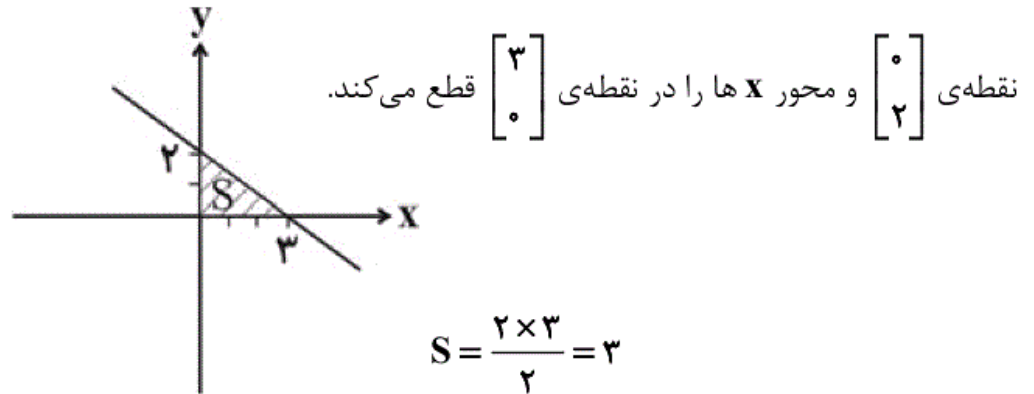 نقطه‌ی [۰ ۲] و محور x ها را در نقطه‌ی [۳ ۰] قطع می‌کند.
y
۲
S
x
۳
S = ۲×۳/۲ = ۳